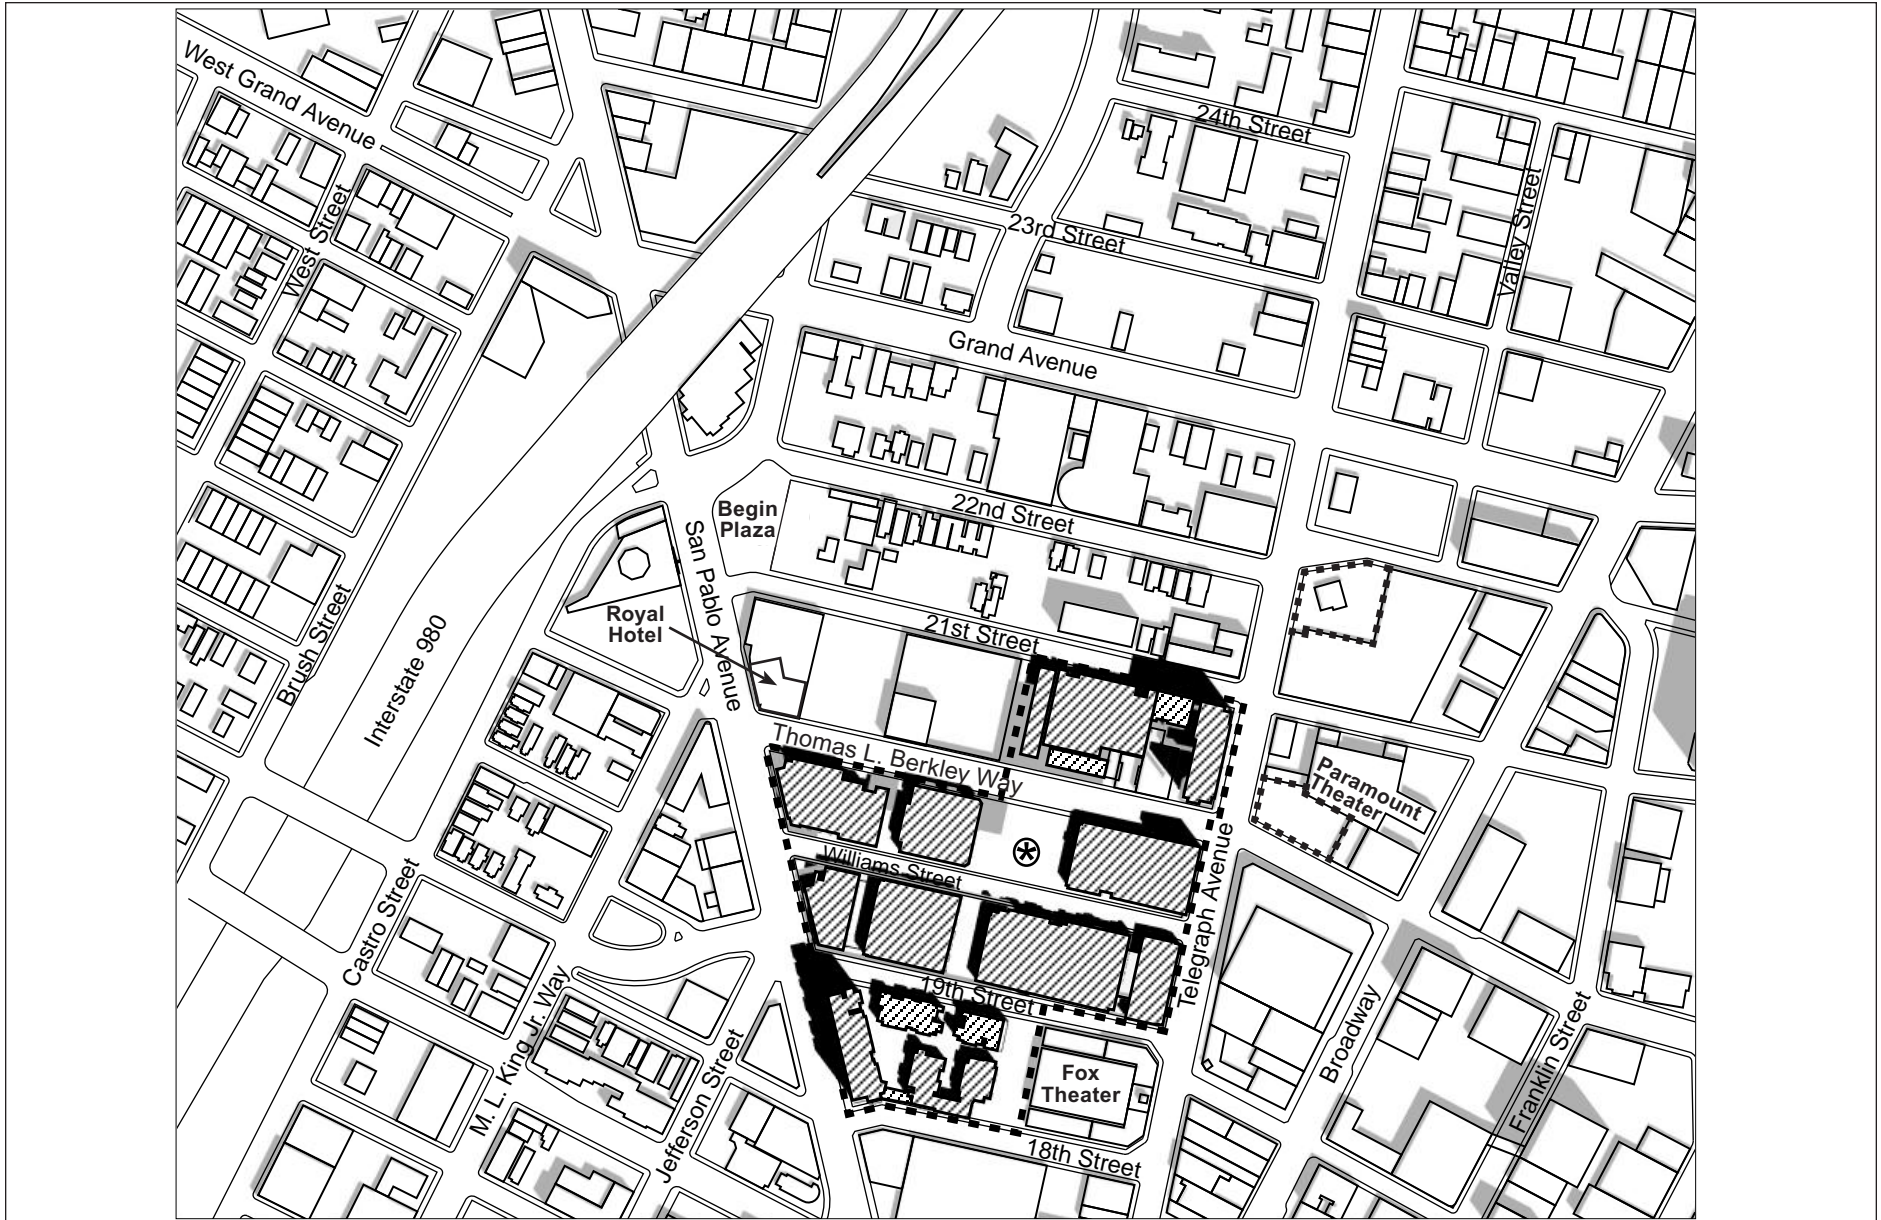 West Grand Avenue
24th Street
West Street
Valley Street
23rd Street
Grand Avenue
22nd Street
Begin
Plaza
San Pablo Avenue
Royal
Hotel
21st Street
Brush Street
Interstate 980
Thomas L. Berkley Way
Paramount
Theater
Williams Street
Telegraph Avenue
Castro Street
19th Street
M. L. King Jr. Way
Jefferson Street
Broadway
Franklin Street
Fox
Theater
18th Street
*